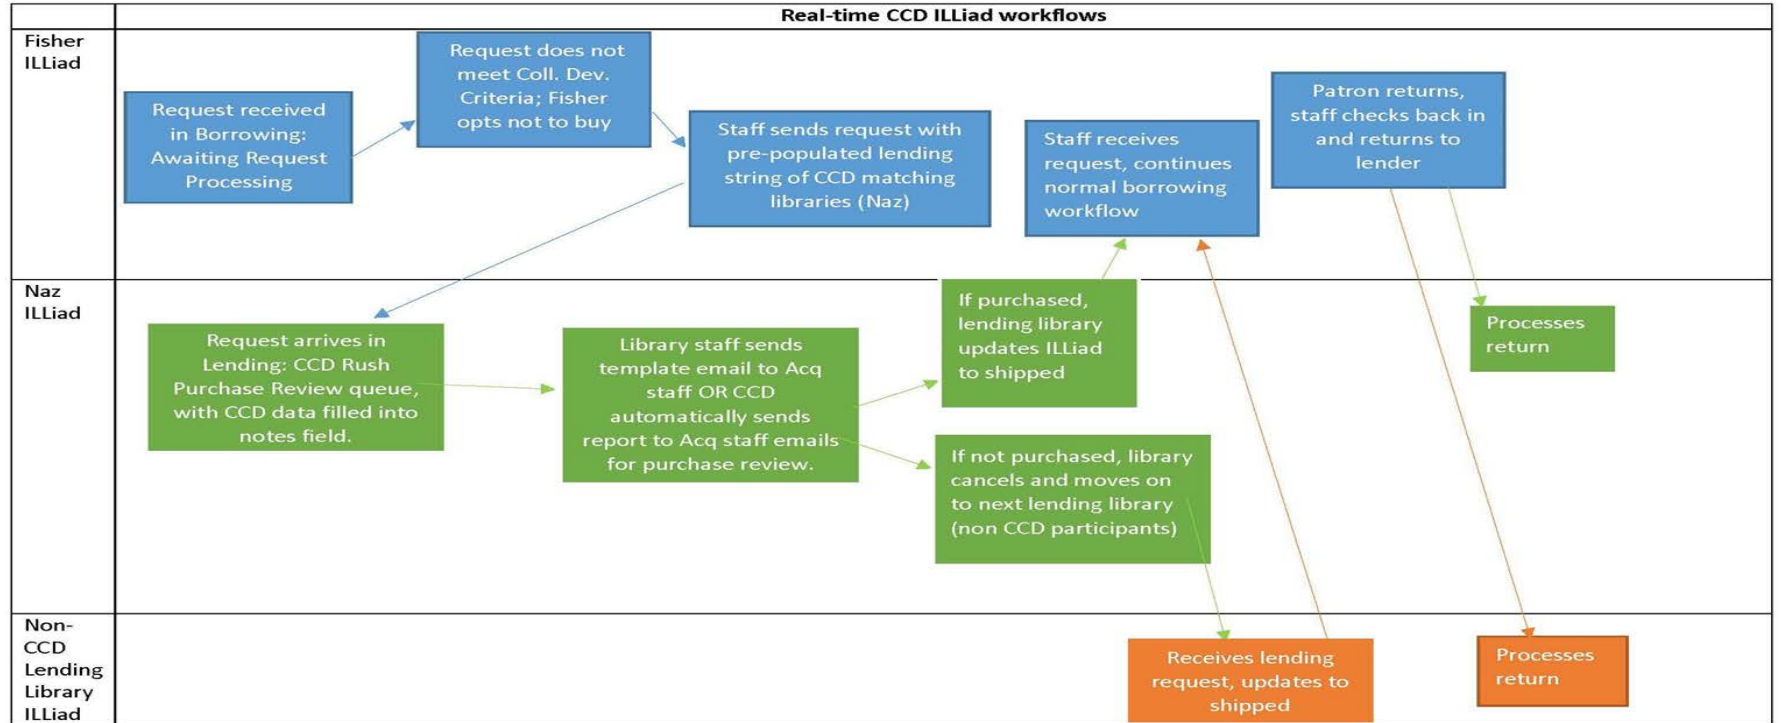 Real-time CCD ILLiad workflows
Fisher
ILLiad
Request received
in Borrowing:
Awaiting Request
Processing
Request does not
meet Coll. Dev.
Criteria; Fisher
opts not to buy
Staff sends request with
pre-populated lending
string of CCD matching
libraries (Naz)
Staff receives
request, continues
normal borrowing
workflow
Patron returns,
staff checks back in
and returns to
lender
Naz
ILLiad
Request arrives in
Lending: CCD Rush
Purchase Review queue,
with CCD data filled into
notes field.
Library staff sends
template email to Acq
staff OR CCD
automatically sends
report to Acq staff emails
for purchase review.
If purchased,
lending library
updates ILLiad
to shipped
If not purchased, library
cancels and moves on
to next lending library
(non CCD participants)
Processes
return
Non-
CCD
Lending
Library
ILLiad
Receives lending
request, updates to
shipped
Processes
return